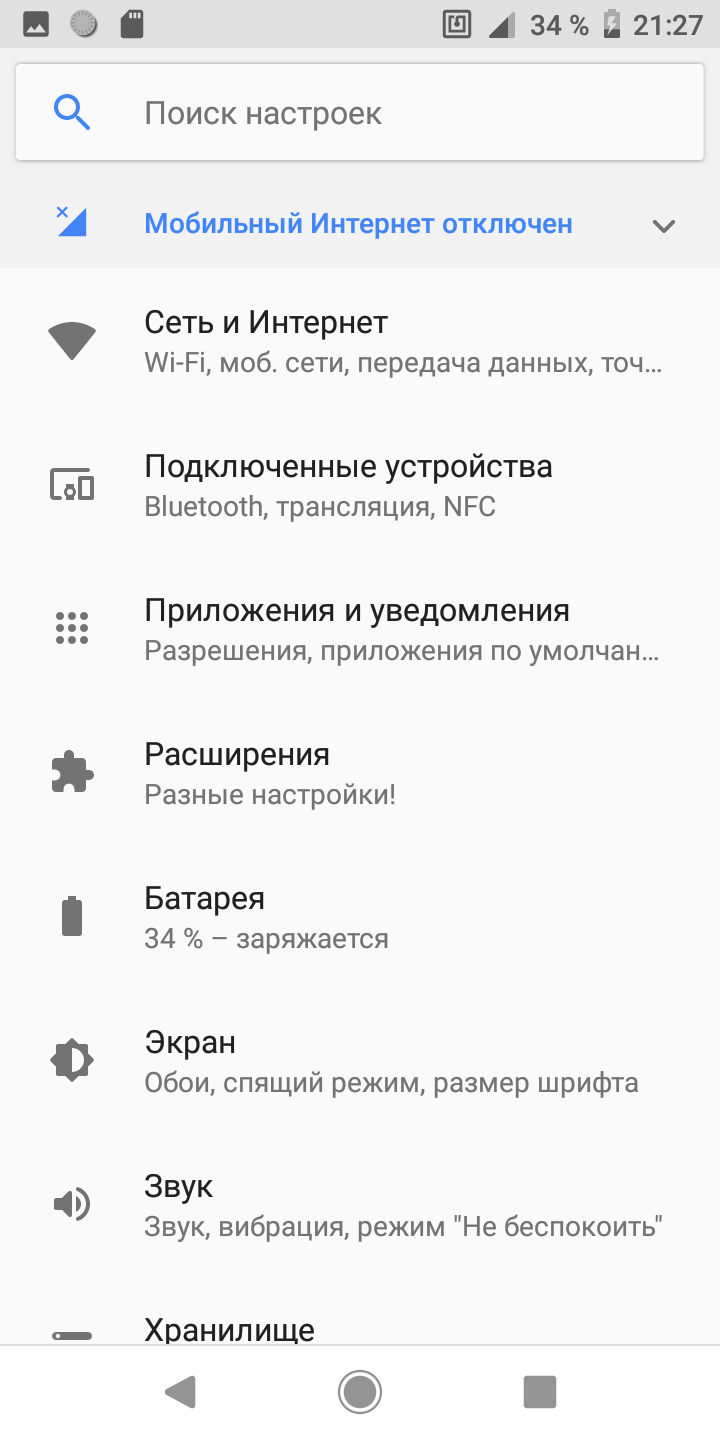 34 % 21:27
Поиск настроек
Мобильный Интернет отключен
Сеть и Интернет
Wi-Fi, моб. сети, передача данных, точ...
Подключенные устройства
Bluetooth, трансляция, NFC
Приложения и уведомления
Разрешения, приложения по умолчан...
Расширения
Разные настройки!
Батарея
34 % – заряжается
Экран
Обои, спящий режим, размер шрифта
Звук
Звук, вибрация, режим "Не беспокоить"
Хранилище